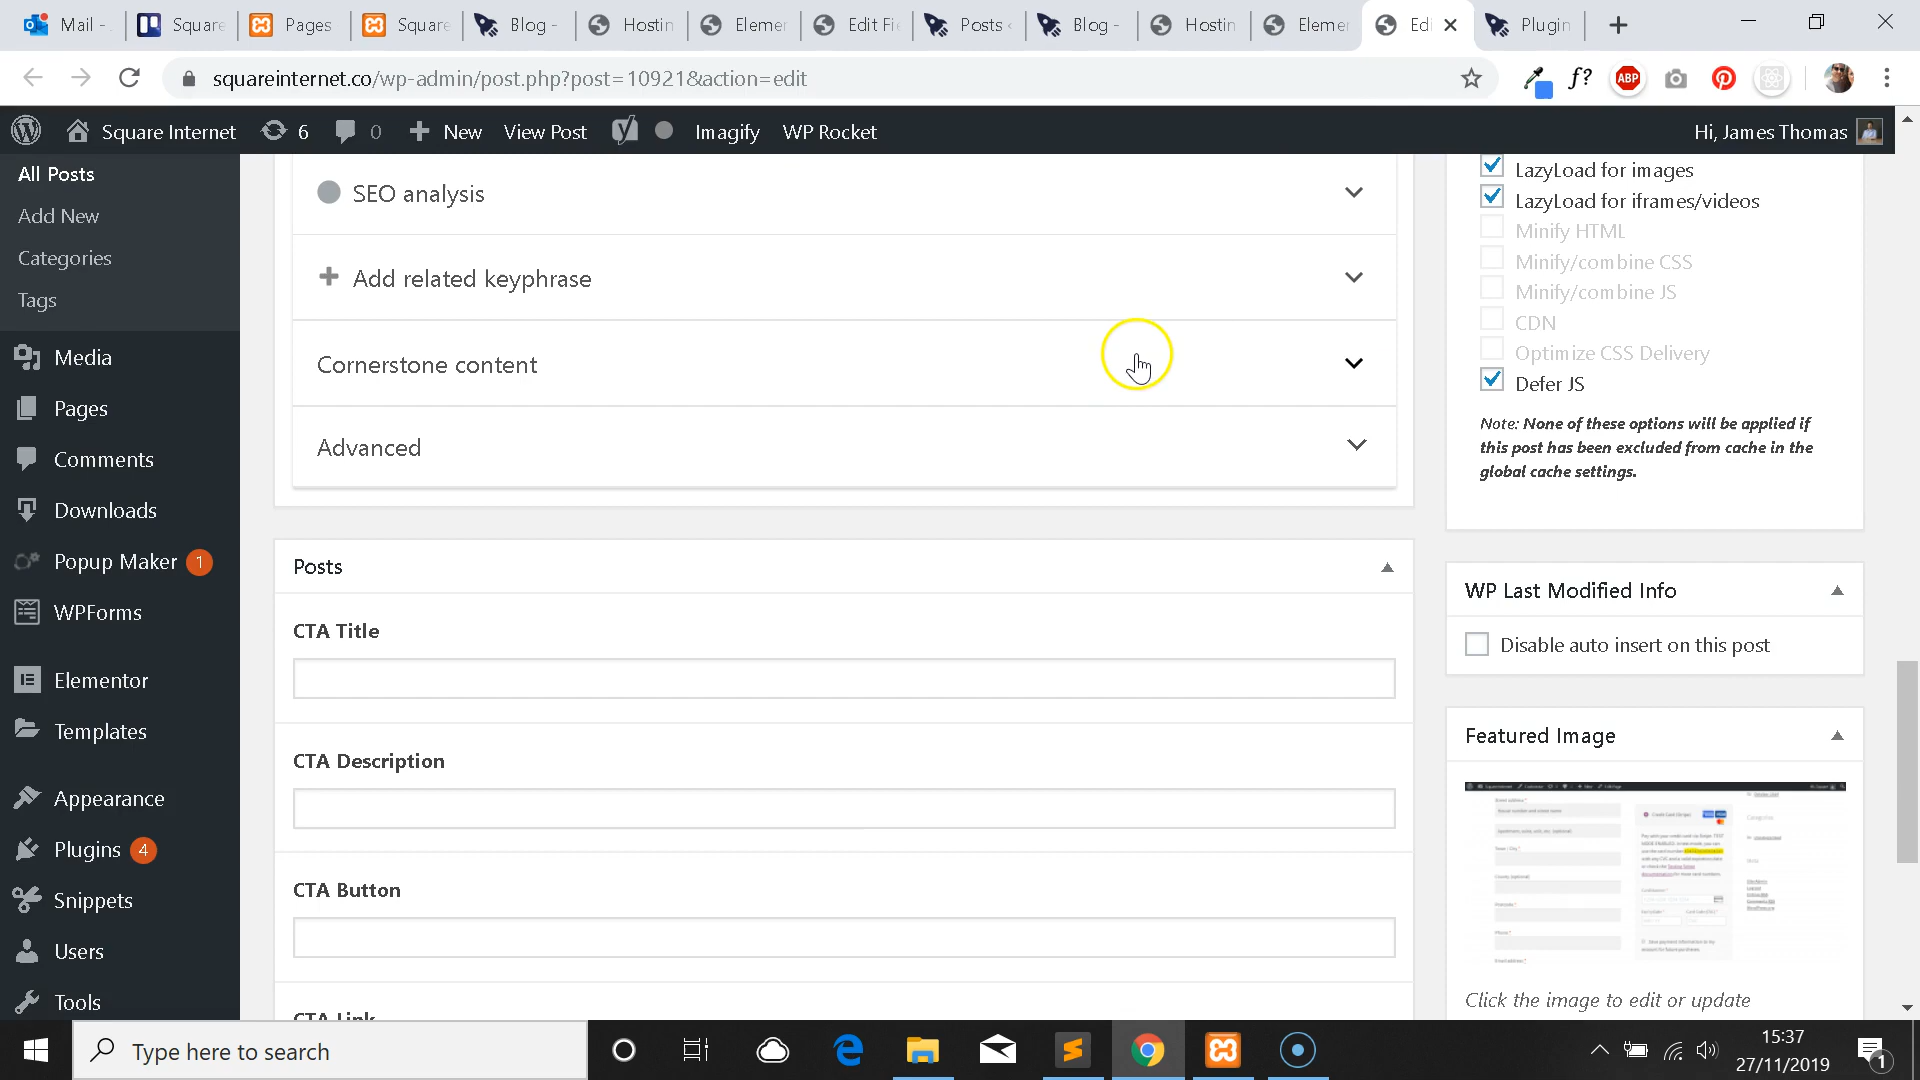 Mail -
Square
Pages
Square
Blog -
Hostin
Elemer
Edit Fi
Posts ‹
Blog -
Hostin
Eleme
Edi
Plugin
squareinternet.co/wp-admin/post.php?post=10921&action=edit
f?
ABP
Square Internet
6
0
New
View Post
Imagify
WP Rocket
Hi, James Thomas
All Posts
Add New
Categories
Tags
Media
Pages
Comments
Downloads
Popup Maker 1
WPForms
Elementor
Templates
Appearance
Plugins 4
Snippets
Users
Tools
SEO analysis
Add related keyphrase
Cornerstone content
Advanced
Posts
CTA Title
CTA Description
CTA Button
CTA Link
LazyLoad for images
LazyLoad for iframes/videos
Minify HTML
Minify/combine CSS
Minify/combine JS
CDN
Optimize CSS Delivery
Defer JS
Note: None of these options will be applied if
this post has been excluded from cache in the
global cache settings.
WP Last Modified Info
Disable auto insert on this post
Featured Image
Click the image to edit or update
Type here to search
15:37
27/11/2019
1